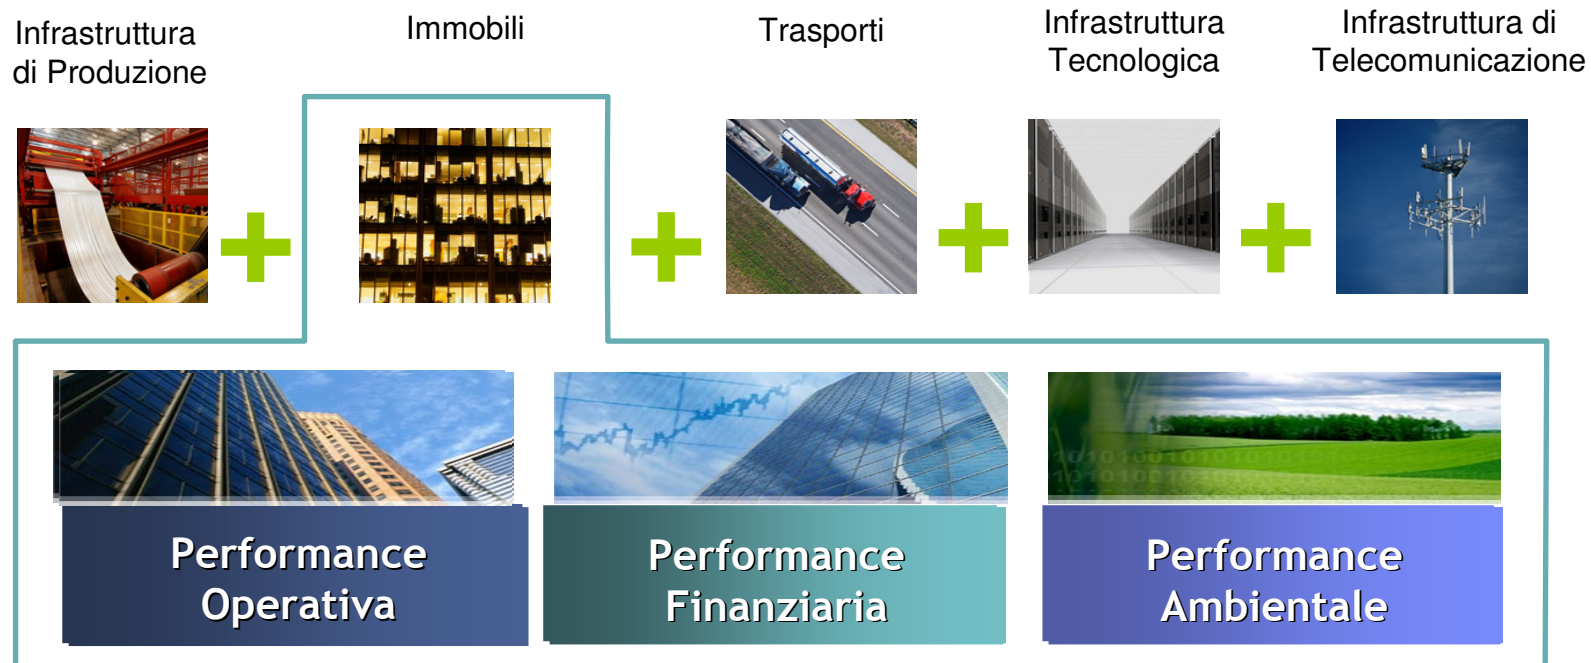 Infrastruttura
di Produzione
Immobili
Trasporti
Infrastruttura
Tecnologica
Infrastruttura di
Telecomunicazione
Performance
Operativa
Performance
Finanziaria
Performance
Ambientale